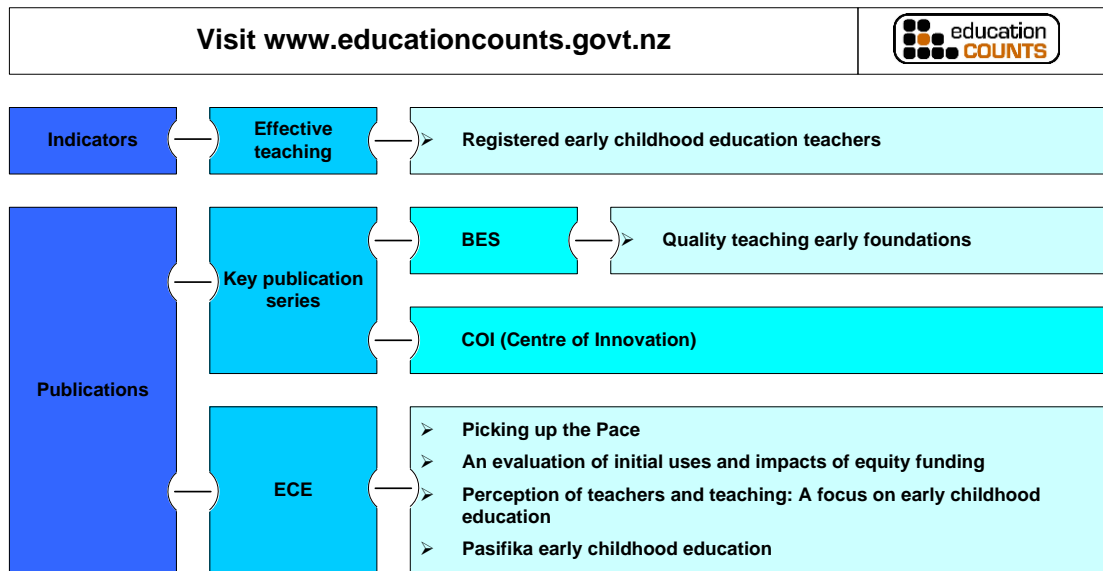 Visit www.educationcounts.govt.nz
education
COUNTS
Indicators
Effective
teaching
➢ Registered early childhood education teachers
Publications
Key publication
series
BES
➢ Quality teaching early foundations
COI (Centre of Innovation)
ECE
➢ Picking up the Pace
➢ An evaluation of initial uses and impacts of equity funding
➢ Perception of teachers and teaching: A focus on early childhood
education
➢ Pasifika early childhood education